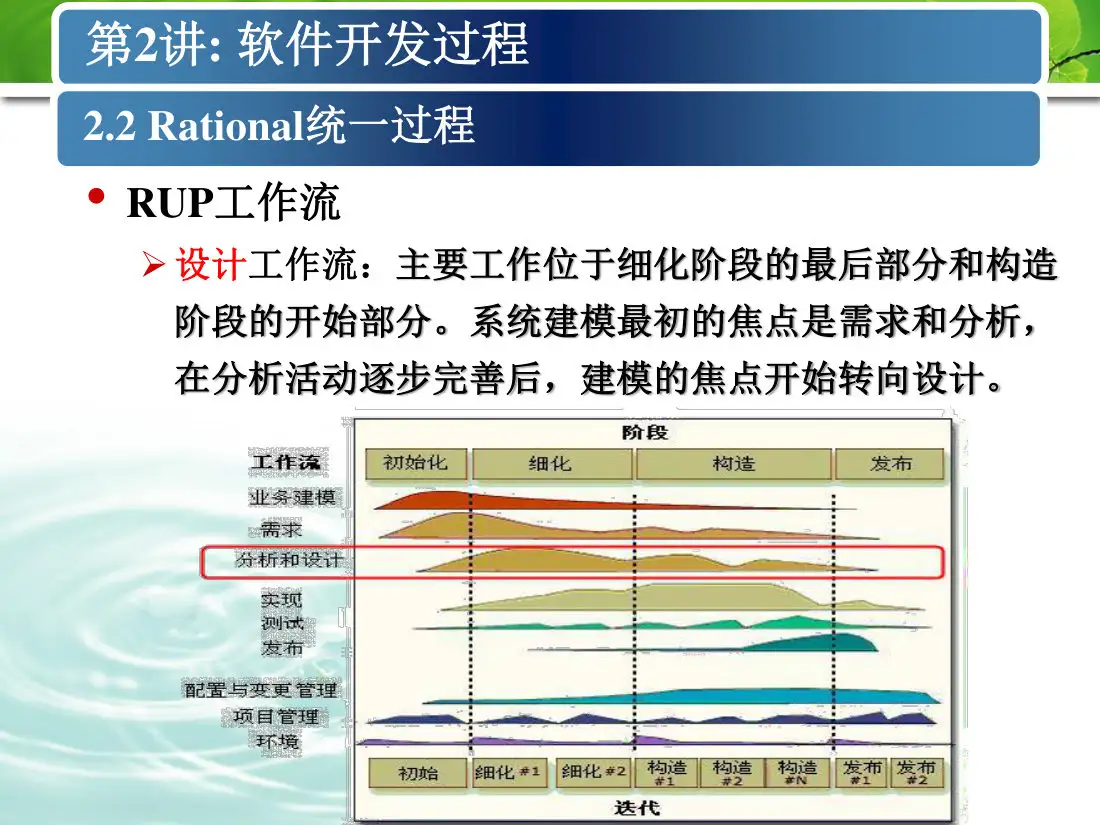 第2讲: 软件开发过程
2.2 Rational统一过程
• RUP工作流
设计工作流：主要工作位于细化阶段的最后部分和构造
阶段的开始部分。系统建模最初的焦点是需求和分析，
在分析活动逐步完善后，建模的焦点开始转向设计。
阶段
工作流 初始化 细化 构造 发布
业务建模
需求
分析和设计
实现
测试
发布
配置与变更管理
项目管理
环境
初始 细化 #1 细化 #2 构造 #1 构造 #2 构造 #N 发布 #1 发布 #2
迭代